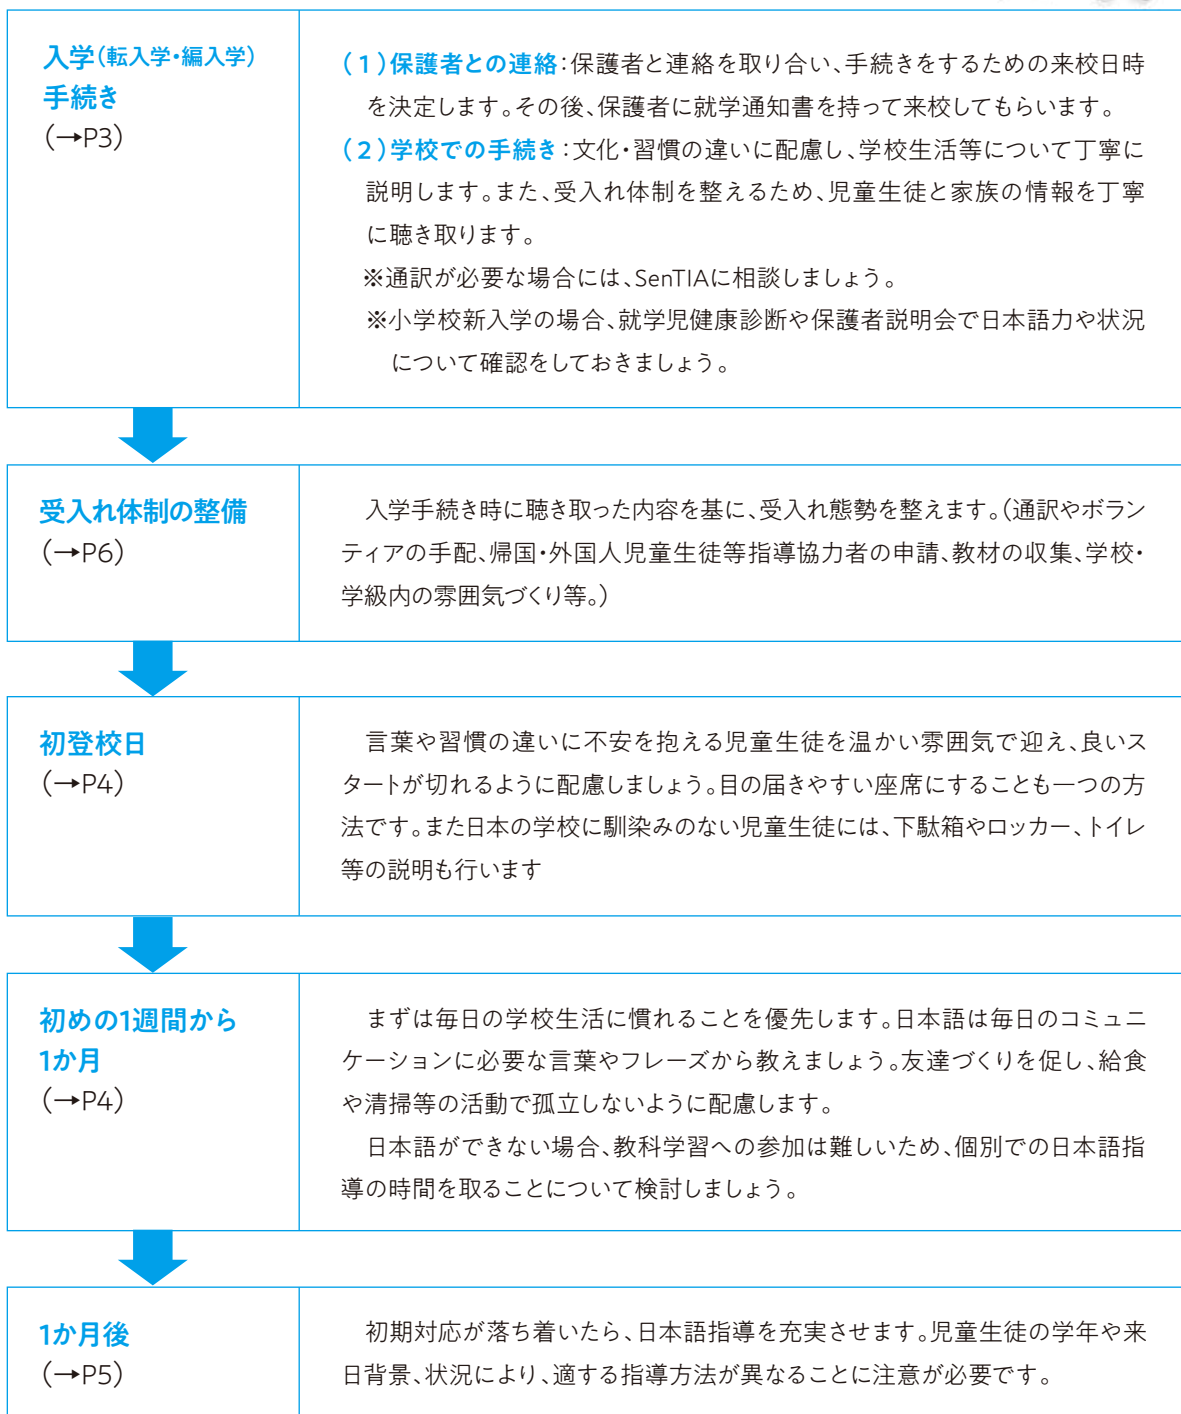 入学（転入学・編入学）
手続き
（→P3）
（1）保護者との連絡：保護者と連絡を取り合い、手続きをするための来校日時
を決定します。その後、保護者に就学通知書を持って来校してもらいます。
（2）学校での手続き：文化・習慣の違いに配慮し、学校生活等について丁寧に
説明します。また、受入れ体制を整えるため、児童生徒と家族の情報を丁寧
に聴き取ります。
※通訳が必要な場合には、SenTIAに相談しましょう。
※小学校新入学の場合、就学児健康診断や保護者説明会で日本語力や状況
について確認をしておきましょう。
受入れ体制の整備
（→P6）
入学手続き時に聴き取った内容を基に、受入れ態勢を整えます。（通訳やボラン
ティアの手配、帰国・外国人児童生徒等指導協力者の申請、教材の収集、学校・
学級内の雰囲気づくり等。）
初登校日
（→P4）
言葉や習慣の違いに不安を抱える児童生徒を温かい雰囲気で迎え、良いス
タートが切れるように配慮しましょう。目の届きやすい座席にすることも一つの方
法です。また日本の学校に馴染みのない児童生徒には、下駄箱やロッカー、トイレ
等の説明も行います
初めの1週間から
1か月
（→P4）
まずは毎日の学校生活に慣れることを優先します。日本語は毎日のコミュニ
ケーションに必要な言葉やフレーズから教えましょう。友達づくりを促し、給食
や清掃等の活動で孤立しないように配慮します。
日本語ができない場合、教科学習への参加は難しいため、個別での日本語指
導の時間を取ることについて検討しましょう。
1か月後
（→P5）
初期対応が落ち着いたら、日本語指導を充実させます。児童生徒の学年や来
日背景、状況により、適する指導方法が異なることに注意が必要です。